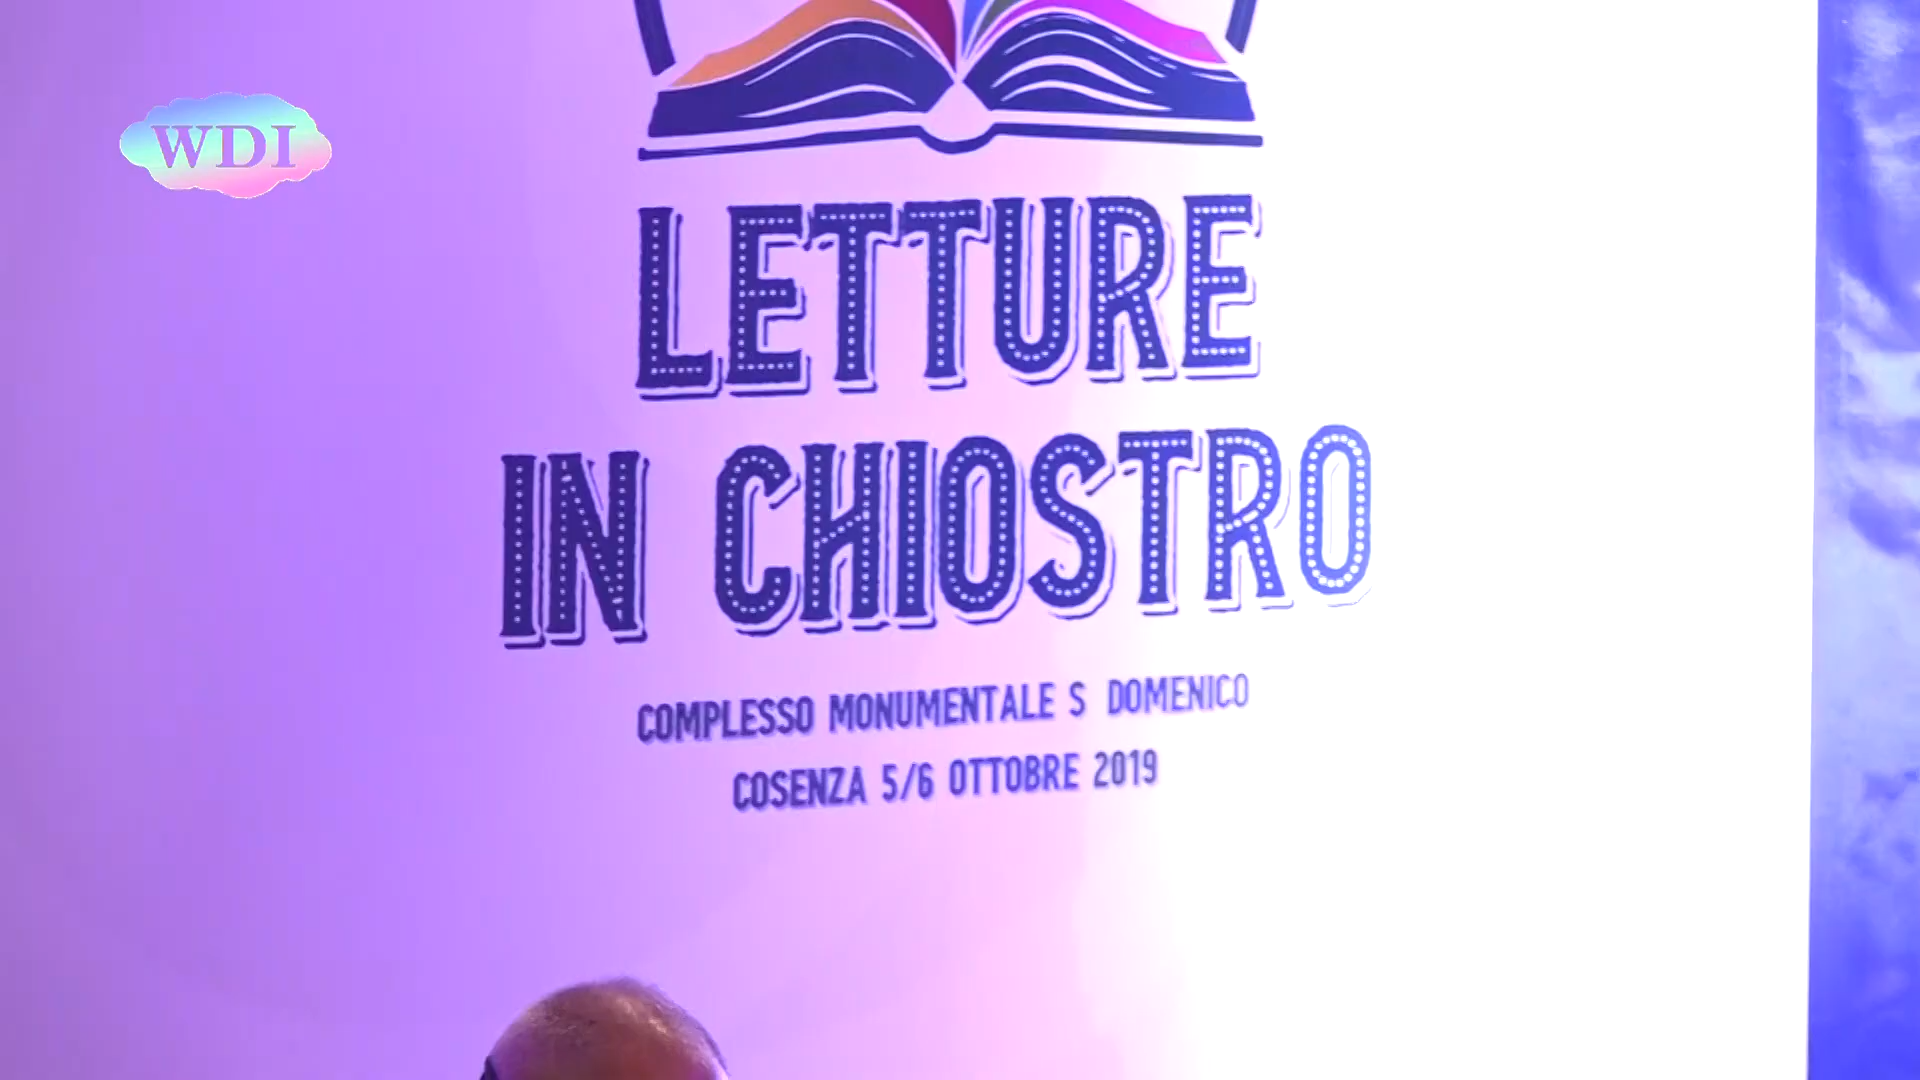 WDI
LETTURE
IN CHIOSTRO
COMPLESSO MONUMENTALE S DOMENICO
COSENZA 5/6 OTTOBRE 2019